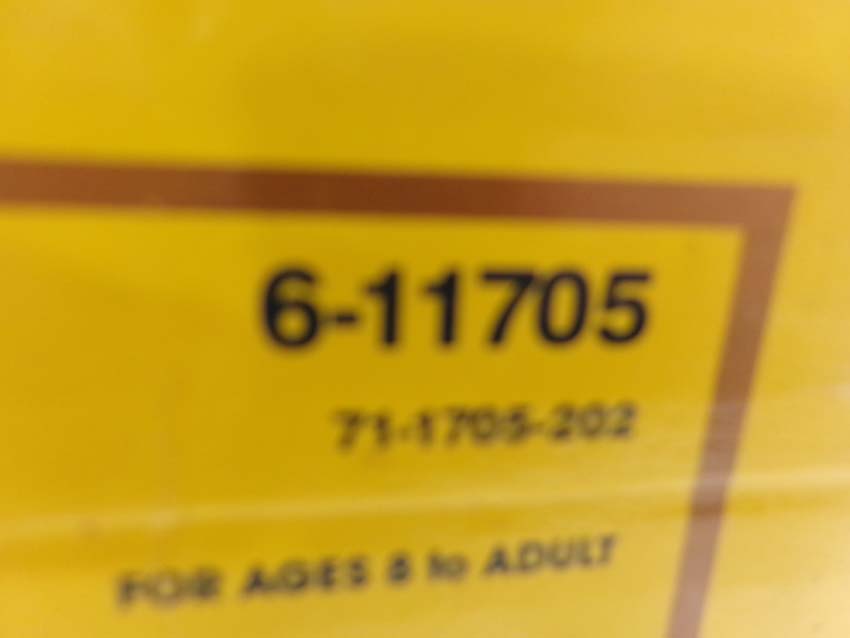 6-11705
71-1705-202
FOR AGES 8 to ADULT